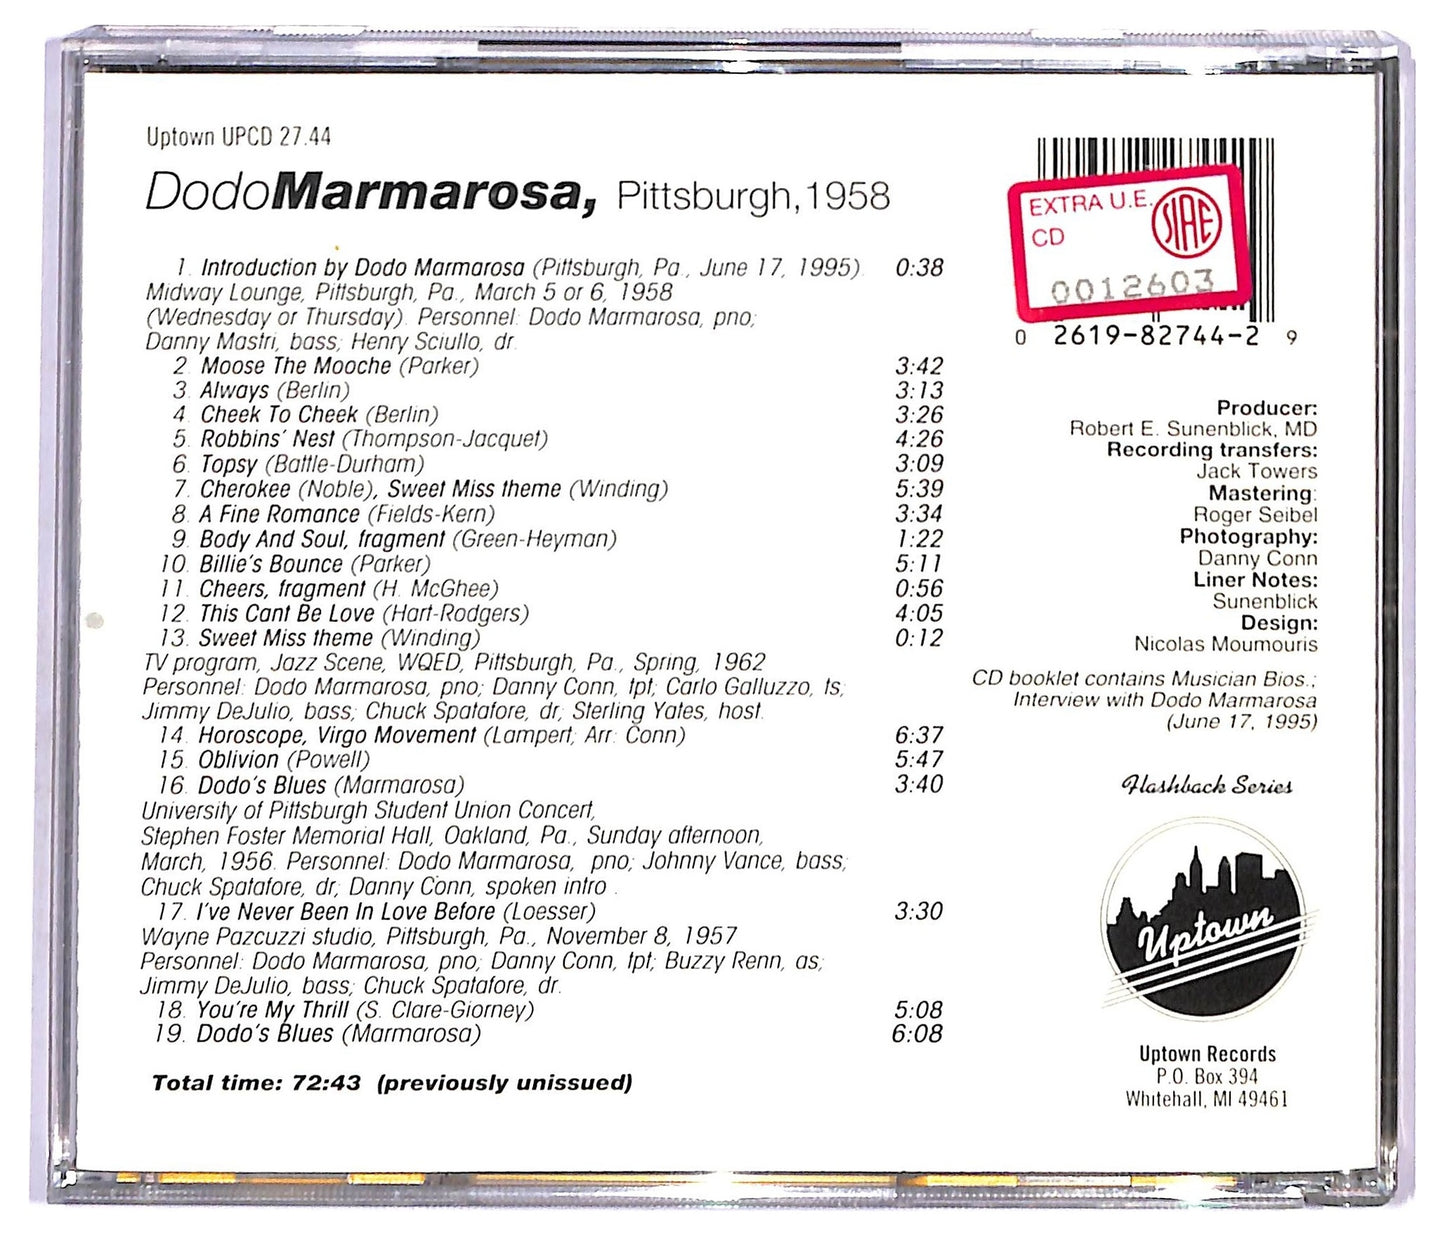 Uptown UPCD 27.44
DodoMarmarosa, Pittsburgh, 1958
1. Introduction by Dodo Marmarosa (Pittsburgh, Pa., June 17, 1995). 0:38
Midway Lounge, Pittsburgh, Pa., March 5 or 6, 1958
(Wednesday or Thursday). Personnel: Dodo Marmarosa, pno;
Danny Mastri, bass; Henry Sciullo, dr.
2. Moose The Mooche (Parker) 3:42
3. Always (Berlin) 3:13
4. Cheek To Cheek (Berlin) 3:26
5. Robbins' Nest (Thompson-Jacquet) 4:26
6. Topsy (Battle-Durham) 3:09
7. Cherokee (Noble), Sweet Miss theme (Winding) 5:39
8. A Fine Romance (Fields-Kern) 3:34
9. Body And Soul, fragment (Green-Heyman) 1:22
10. Billie's Bounce (Parker) 5:11
11. Cheers, fragment (H. McGhee) 0:56
12. This Cant Be Love (Hart-Rodgers) 4:05
13. Sweet Miss theme (Winding) 0:12
TV program, Jazz Scene, WQED, Pittsburgh, Pa., Spring, 1962
Personnel: Dodo Marmarosa, pno; Danny Conn, tpt; Carlo Galluzzo, ts;
Jimmy DeJulio, bass; Chuck Spatafore, dr; Sterling Yates, host.
14. Horoscope, Virgo Movement (Lampert; Arr: Conn) 6:37
15. Oblivion (Powell) 5:47
16. Dodo's Blues (Marmarosa) 3:40
University of Pittsburgh Student Union Concert,
Stephen Foster Memorial Hall, Oakland, Pa., Sunday afternoon,
March, 1956. Personnel: Dodo Marmarosa, pno; Johnny Vance, bass;
Chuck Spatafore, dr; Danny Conn, spoken intro.
17. I've Never Been In Love Before (Loesser) 3:30
Wayne Pazcuzzi studio, Pittsburgh, Pa., November 8, 1957
Personnel: Dodo Marmarosa, pno; Danny Conn, tpt; Buzzy Renn, as;
Jimmy DeJulio, bass; Chuck Spatafore, dr.
18. You're My Thrill (S. Clare-Giorney) 5:08
19. Dodo's Blues (Marmarosa) 6:08
Total time: 72:43 (previously unissued)
EXTRA U.E.
CD
SIAE
0012603
0 2619-82744-2 9
Producer:
Robert E. Sunenblick, MD
Recording transfers:
Jack Towers
Mastering:
Roger Seibel
Photography:
Danny Conn
Liner Notes:
Sunenblick
Design:
Nicolas Moumouris
CD booklet contains Musician Bios.;
Interview with Dodo Marmarosa
(June 17, 1995)
Flashback Series
Uptown
Uptown Records
P.O. Box 394
Whitehall, MI 49461